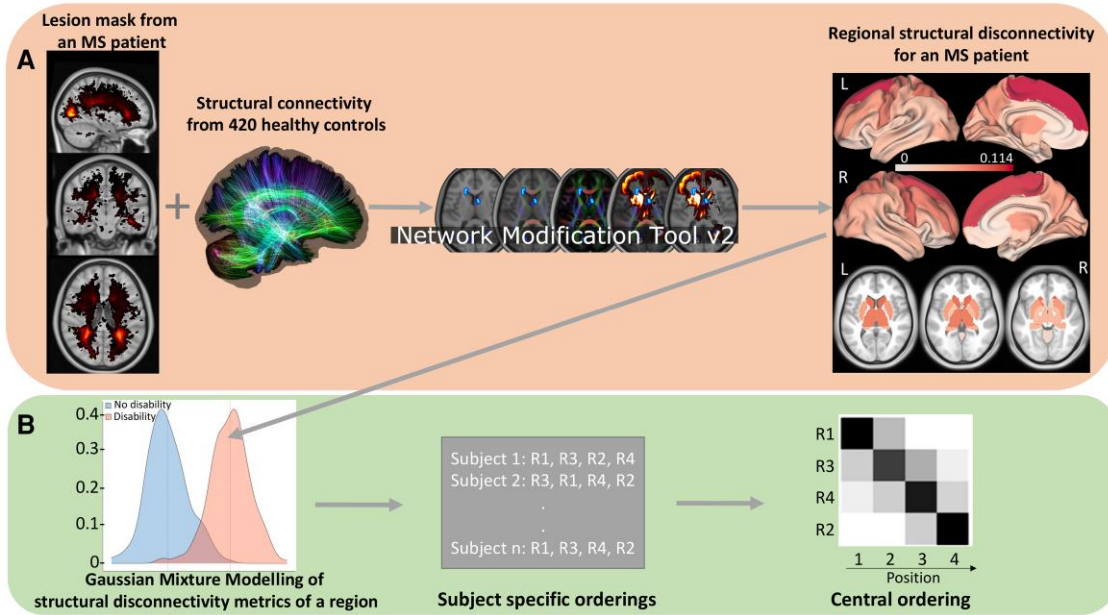 A
Lesion mask from
an MS patient
Structural connectivity
from 420 healthy controls
Network Modification Tool v2
Regional structural disconnectivity
for an MS patient
L
0
0.114
R
L
R
B
No disability
Disability
0.4
0.3
0.2
0.1
0
Gaussian Mixture Modelling of
structural disconnectivity metrics of a region
Subject 1: R1, R3, R2, R4
Subject 2: R3, R1, R4, R2
.
.
Subject n: R1, R3, R4, R2
Subject specific orderings
R1
R3
R4
R2
1 2 3 4
Position
Central ordering